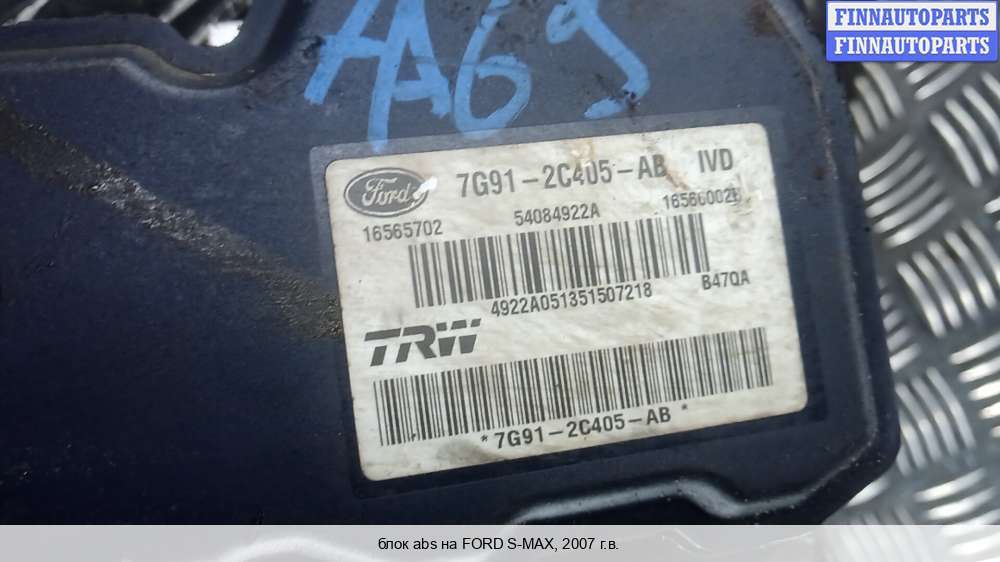 FINNAUTOPARTS
FINNAUTOPARTS
AA69
Ford 7G91-2C405-AB IVD
16565702 54084922A 16566002E
4922A051351507218 B47QA
TRW
*7G91-2C405-AB*
блок abs на FORD S-MAX, 2007 г.в.